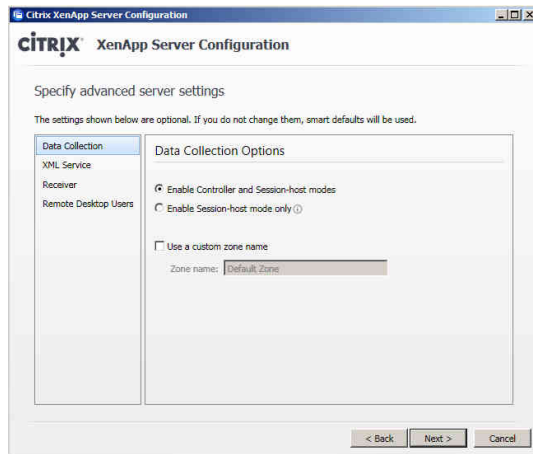 Citrix XenApp Server Configuration
CITRIX XenApp Server Configuration
Specify advanced server settings
The settings shown below are optional. If you do not change them, smart defaults will be used.
Data Collection
XML Service
Receiver
Remote Desktop Users
Data Collection Options
Enable Controller and Session-host modes
Enable Session-host mode only
Use a custom zone name
Zone name: Default Zone
< Back Next > Cancel